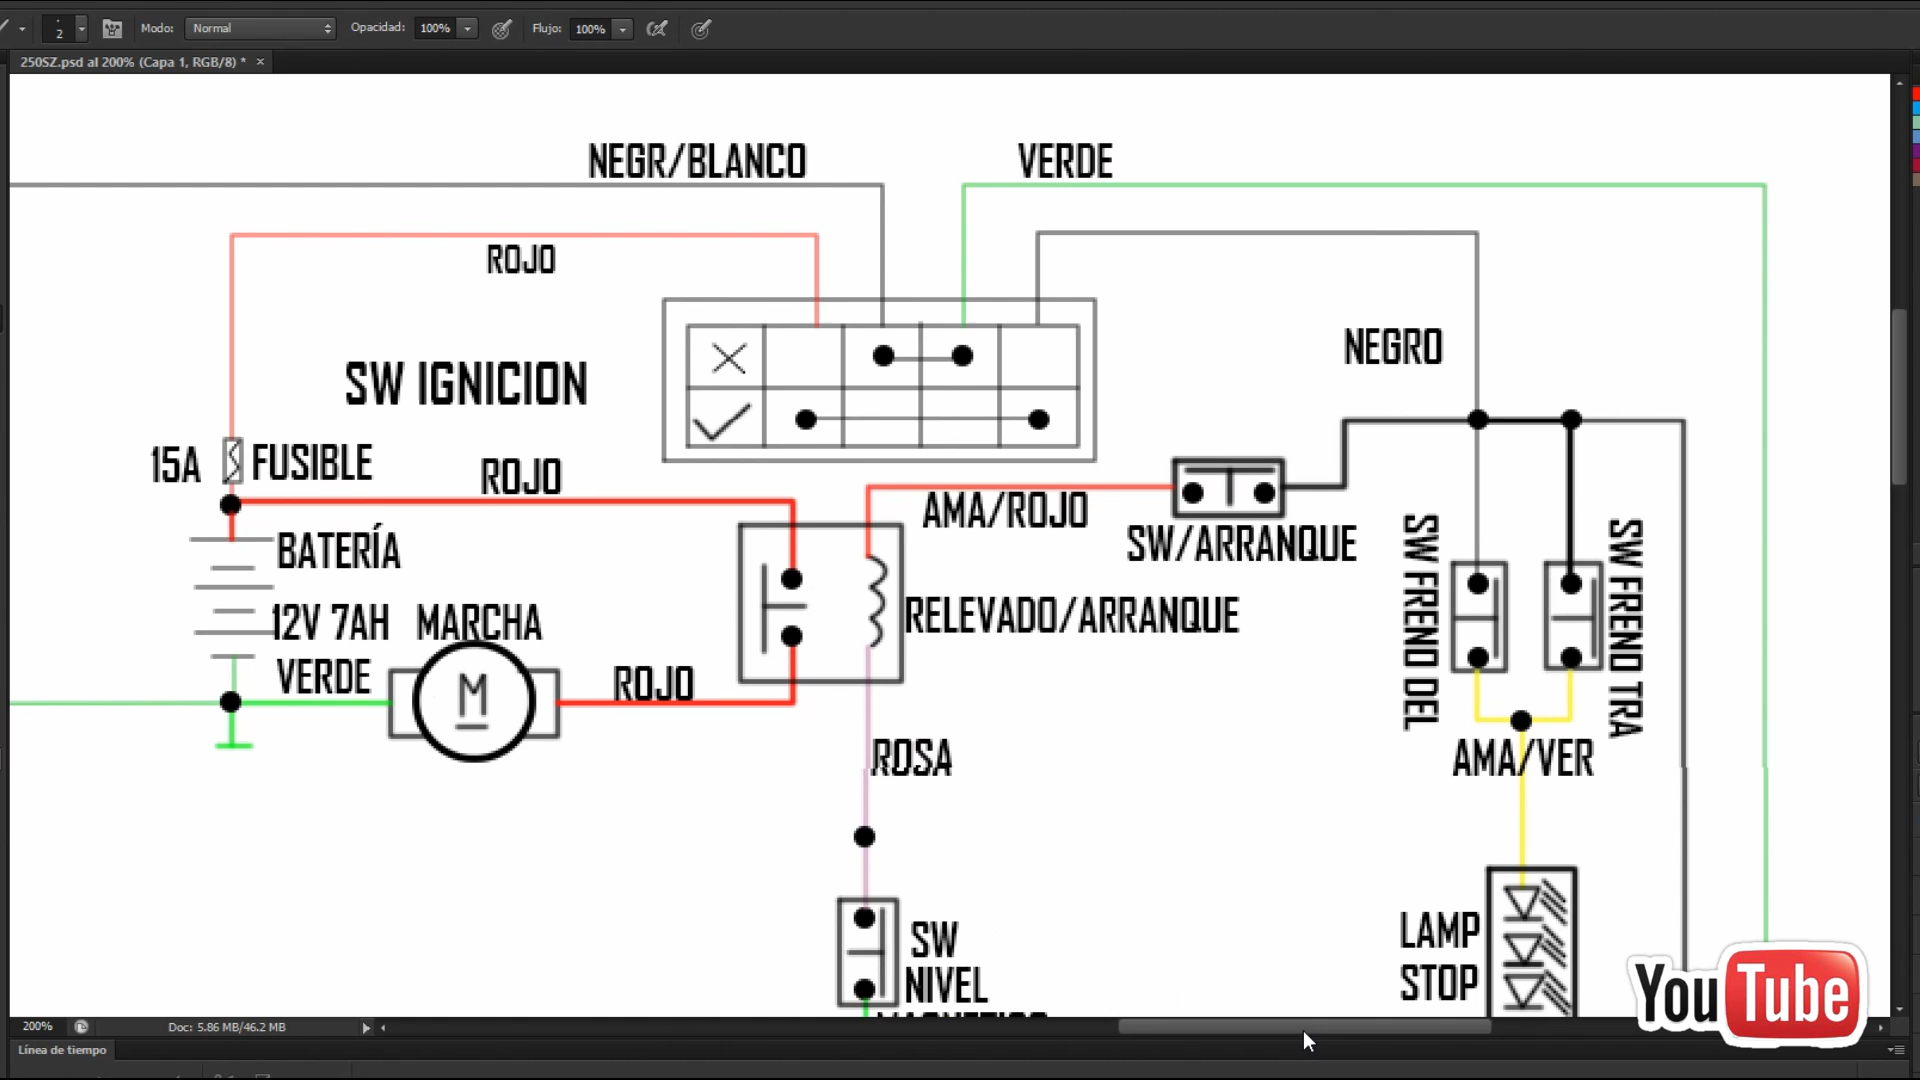 2 Modo: Normal Opacidad: 100% Flujo: 100%
250SZ.psd al 200% (Capa 1, RGB/8) * ×
NEGR/BLANCO
VERDE
ROJO
NEGRO
SW IGNICION
15A FUSIBLE
ROJO
AMA/ROJO
SW/ARRANQUE
BATERÍA
12V 7AH
MARCHA
VERDE
M
ROJO
RELEVADO/ARRANQUE
SW FRENO DEL
SW FRENO TRA
ROSA
AMA/VER
SW
NIVEL
LAMP
STOP
YouTube
200% Doc: 5.86 MB/46.2 MB
Línea de tiempo